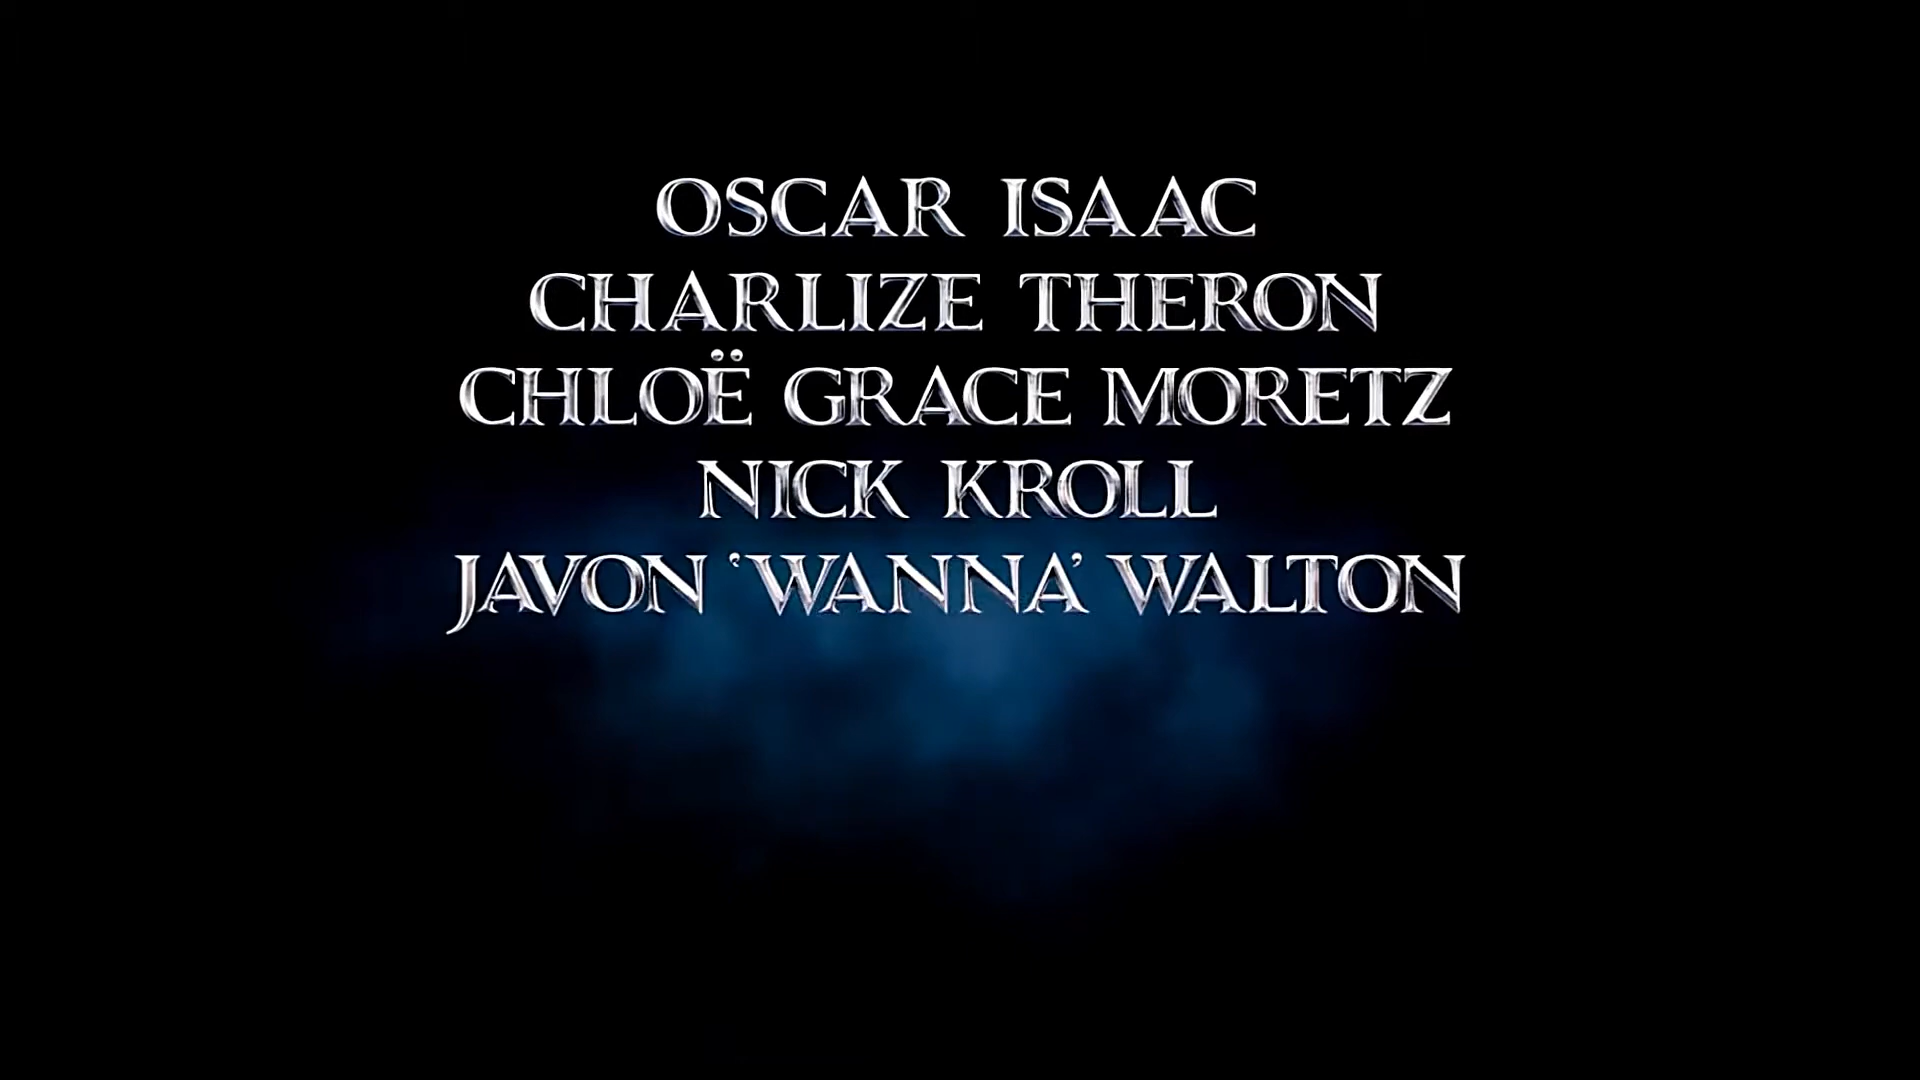 OSCAR ISAAC
CHARLIZE THERON
CHLOË GRACE MORETZ
NICK KROLL
JAVON ‘WANNA’ WALTON